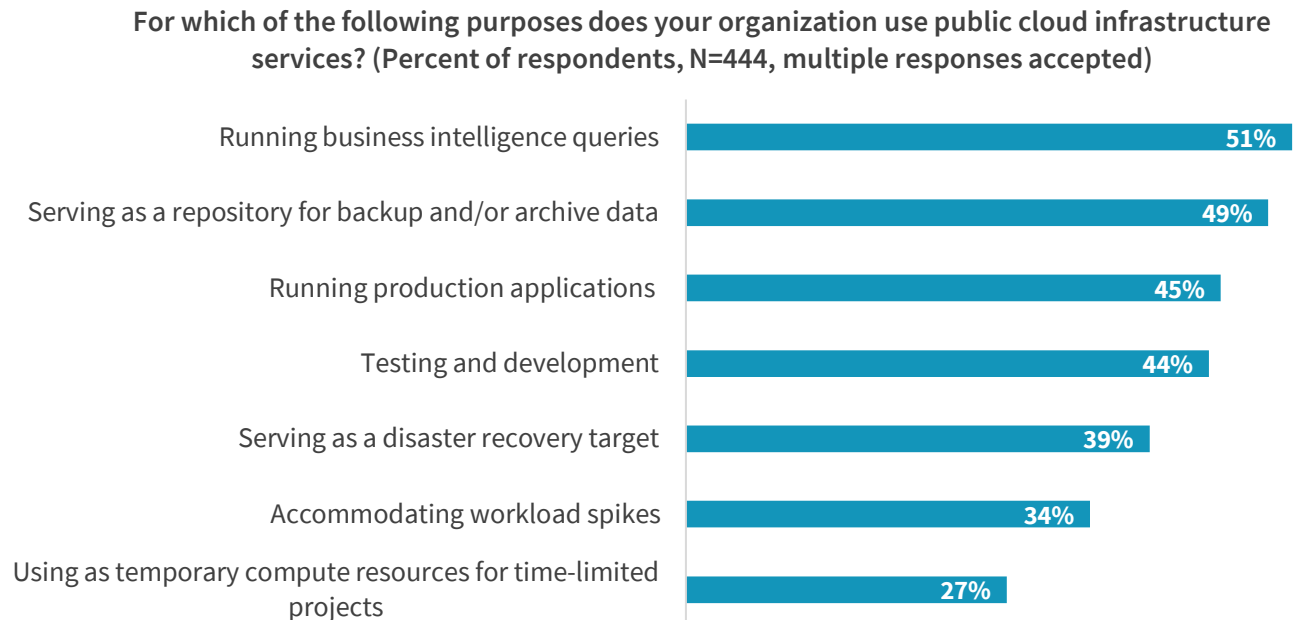 For which of the following purposes does your organization use public cloud infrastructure
services? (Percent of respondents, N=444, multiple responses accepted)
Running business intelligence queries
51%
Serving as a repository for backup and/or archive data
49%
Running production applications
45%
Testing and development
44%
Serving as a disaster recovery target
39%
Accommodating workload spikes
34%
Using as temporary compute resources for time-limited
projects
27%